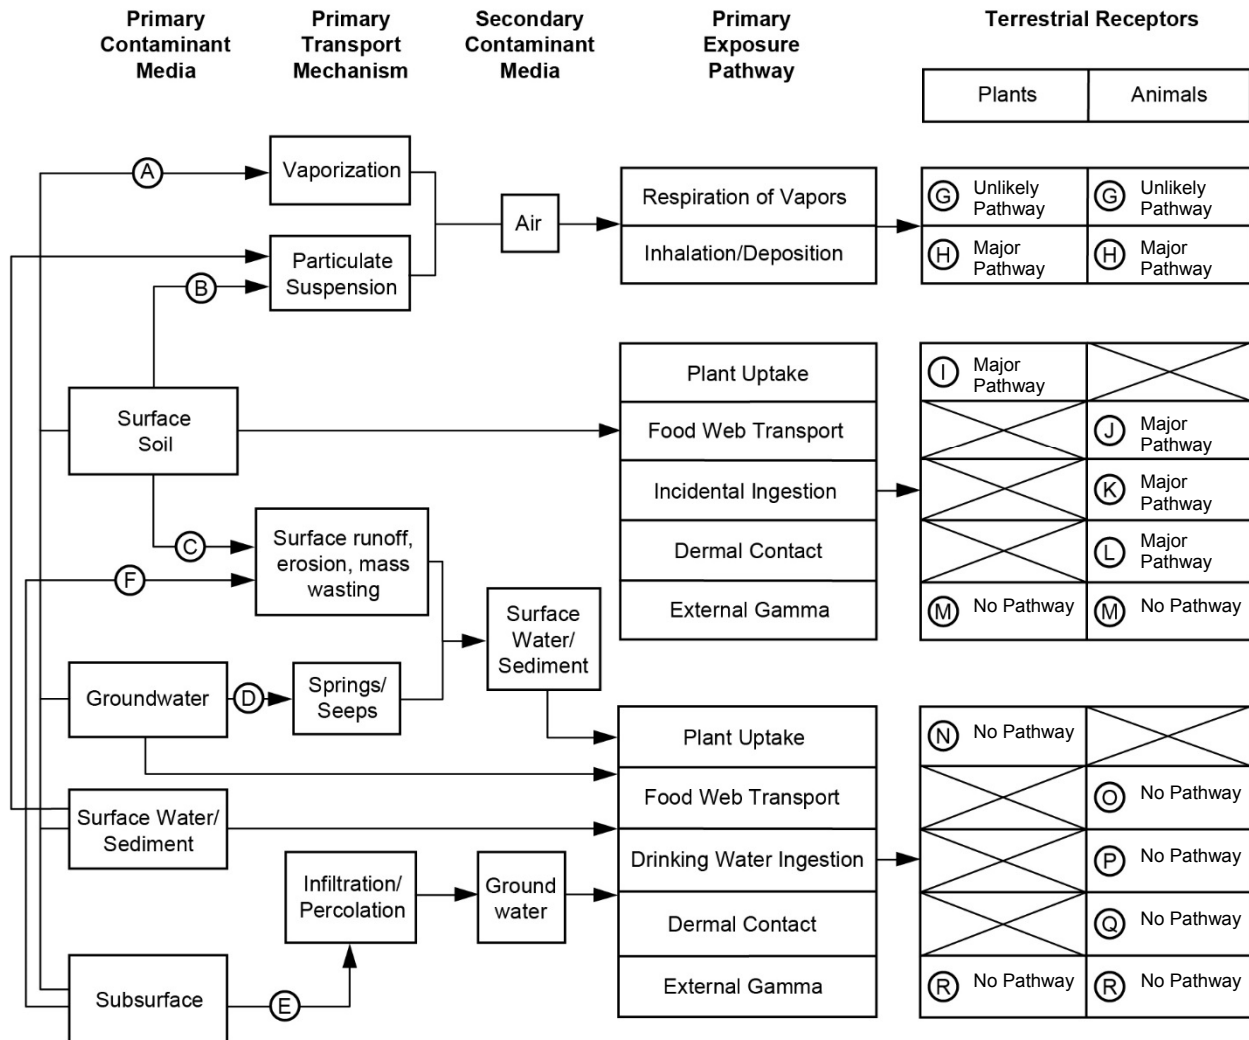 Primary
Contaminant
Media
Primary
Transport
Mechanism
Secondary
Contaminant
Media
Primary
Exposure
Pathway
Terrestrial Receptors
Plants
Animals
A
Vaporization
Air
Respiration of Vapors
G Unlikely
Pathway
G Unlikely
Pathway
B
Particulate
Suspension
Inhalation/Deposition
H Major
Pathway
H Major
Pathway
Surface
Soil
Plant Uptake
I Major
Pathway
Food Web Transport
J Major
Pathway
Incidental Ingestion
K Major
Pathway
Dermal Contact
L Major
Pathway
External Gamma
M No Pathway
M No Pathway
C
F
Surface runoff,
erosion, mass
wasting
Surface
Water/
Sediment
Groundwater
D
Springs/
Seeps
Plant Uptake
N No Pathway
Food Web Transport
O No Pathway
Surface Water/
Sediment
Drinking Water Ingestion
P No Pathway
Infiltration/
Percolation
Ground
water
Dermal Contact
Q No Pathway
Subsurface
E
External Gamma
R No Pathway
R No Pathway